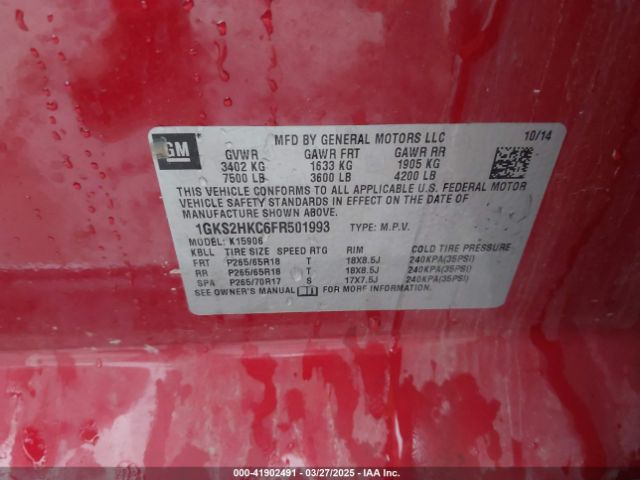 MFD BY GENERAL MOTORS LLC 10/14
GM
GVWR GAWR FRT GAWR RR
3402 KG 1633 KG 1905 KG
7500 LB 3600 LB 4200 LB
THIS VEHICLE CONFORMS TO ALL APPLICABLE U.S. FEDERAL MOTOR
VEHICLE SAFETY STANDARDS IN EFFECT ON THE DATE OF
MANUFACTURE SHOWN ABOVE.
1GKS2HKC6FR501993 TYPE: M.P.V.
MODEL: K15906
KBLL TIRE SIZE SPEED RTG RIM COLD TIRE PRESSURE
FRT P265/65R18 T 18X8.5J 240KPA(35PSI)
RR P265/65R18 T 18X8.5J 240KPA(35PSI)
SPA P265/70R17 S 17X7.5J 240KPA(35PSI)
SEE OWNER'S MANUAL FOR MORE INFORMATION.
000-41902491 - 03/27/2025 - IAA Inc.